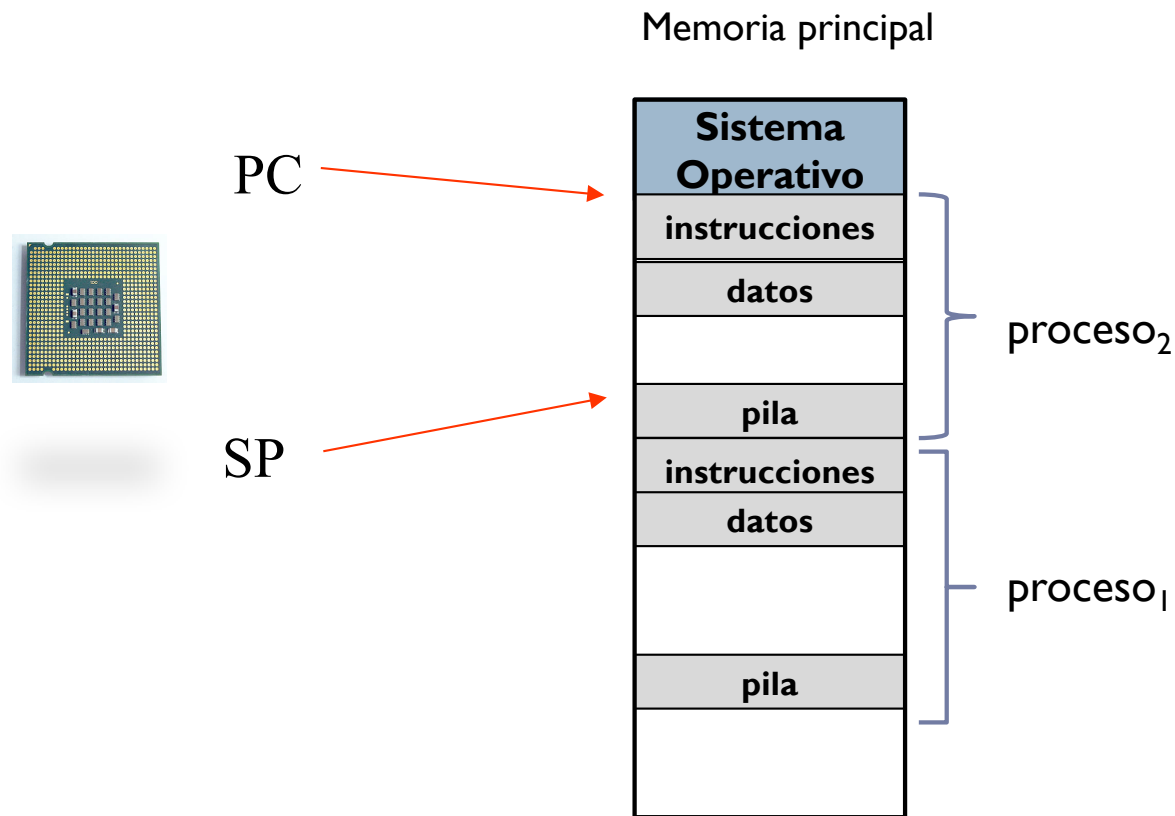 Memoria principal
Sistema
Operativo
PC
instrucciones
datos
proceso₂
pila
SP
instrucciones
datos
proceso₁
pila